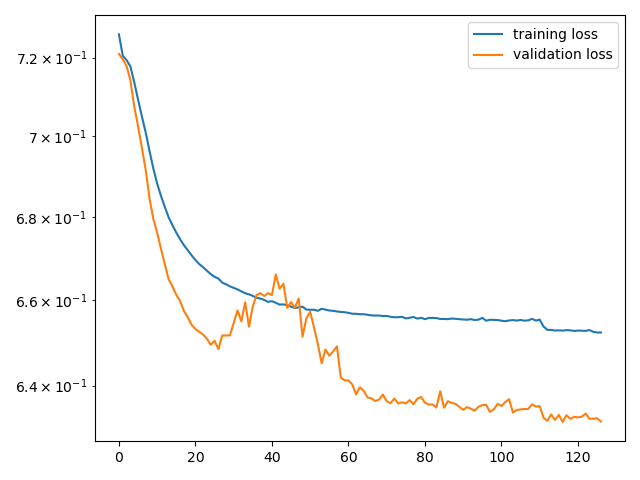 training loss
validation loss
7.2 × 10⁻¹
7 × 10⁻¹
6.8 × 10⁻¹
6.6 × 10⁻¹
6.4 × 10⁻¹
0 20 40 60 80 100 120